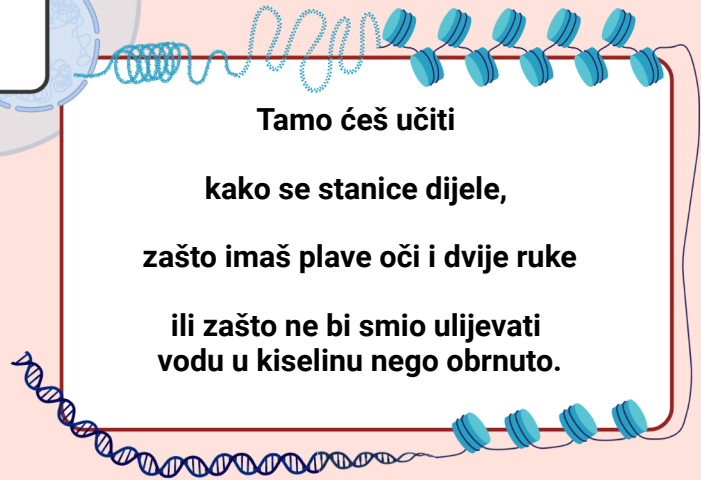 Tamo ćeš učiti
kako se stanice dijele,
zašto imaš plave oči i dvije ruke
ili zašto ne bi smio ulijevati
vodu u kiselinu nego obrnuto.